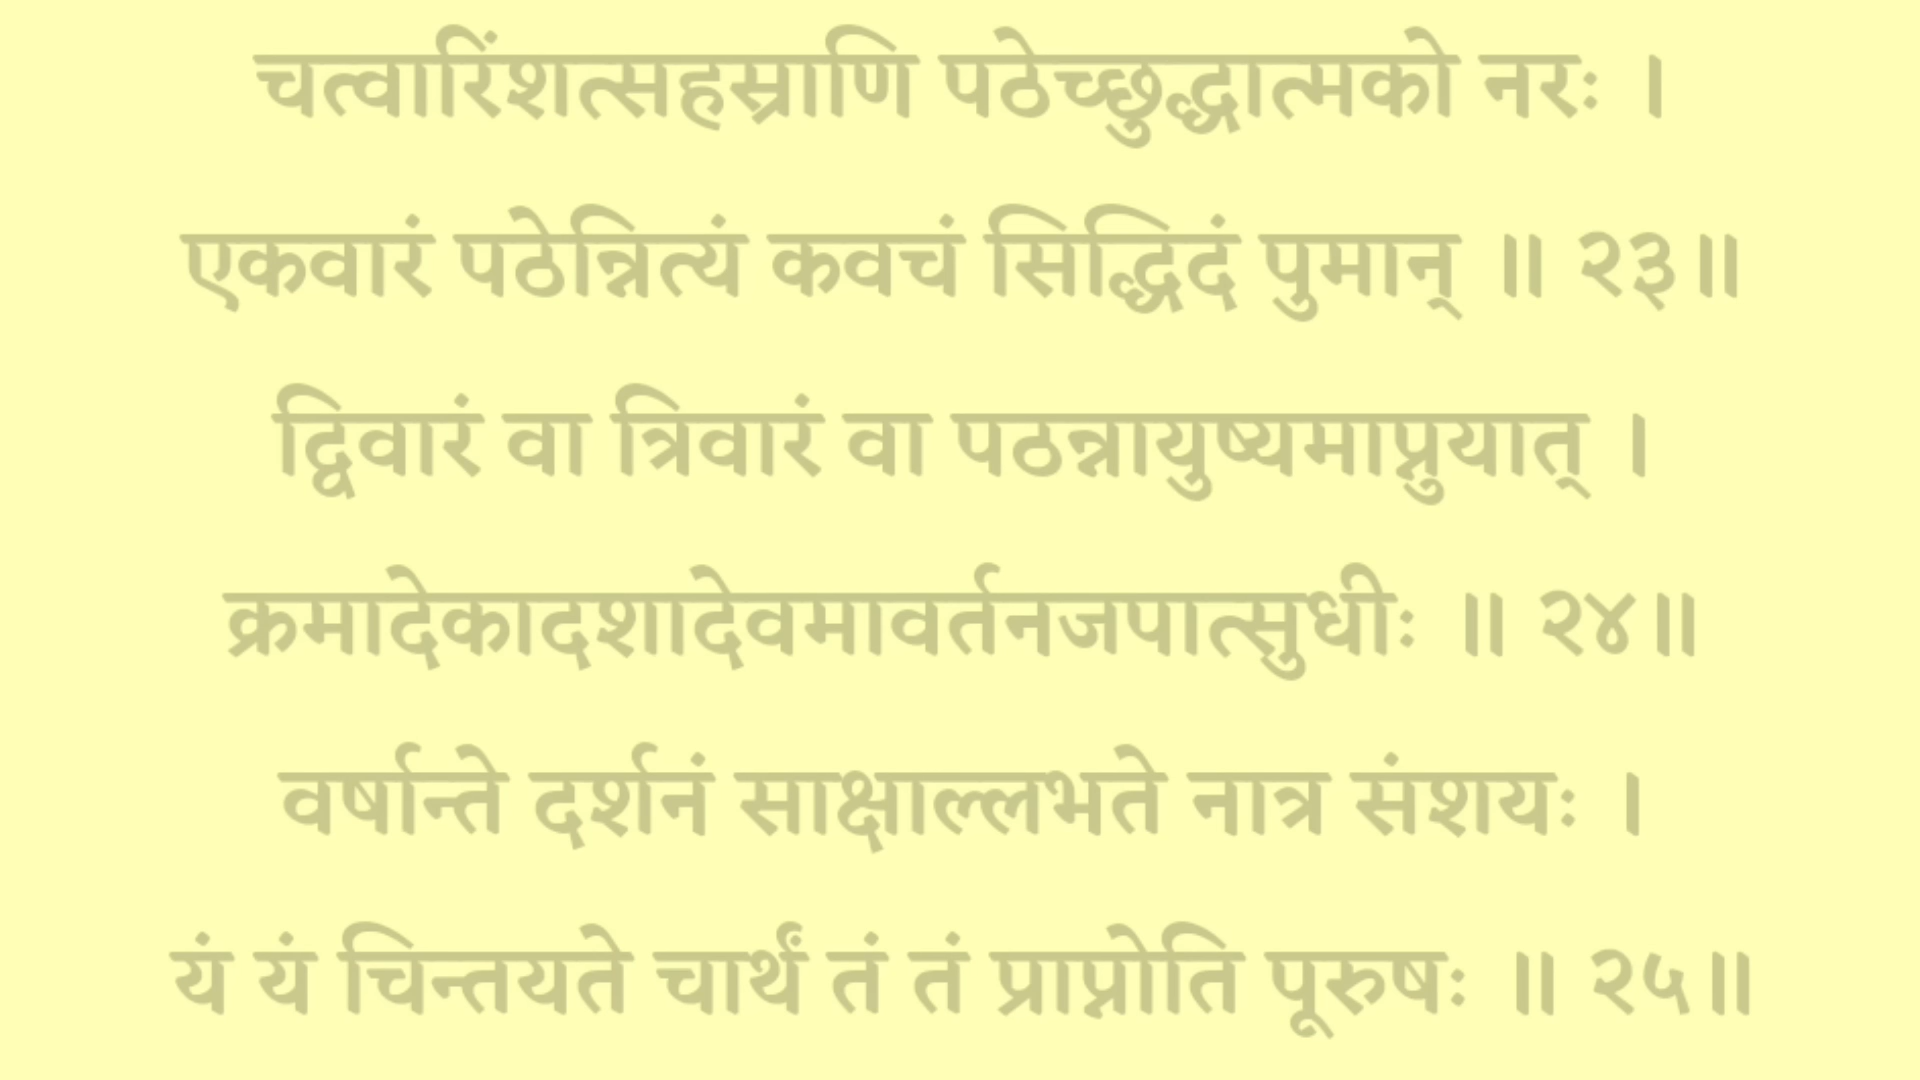 चत्वारिंशत्सहस्राणि पठेच्छुद्धात्मको नरः ।
एकवारं पठेन्नित्यं कवचं सिद्धिदं पुमान् ॥ २३॥
द्विवारं वा त्रिवारं वा पठन्नायुष्यमाप्नुयात् ।
क्रमादेकादशादेवमावर्तनजपात्सुधीः ॥ २४॥
वर्षान्ते दर्शनं साक्षाल्लभते नात्र संशयः ।
यं यं चिन्तयते चार्थं तं तं प्राप्नोति पूरुषः ॥ २५॥